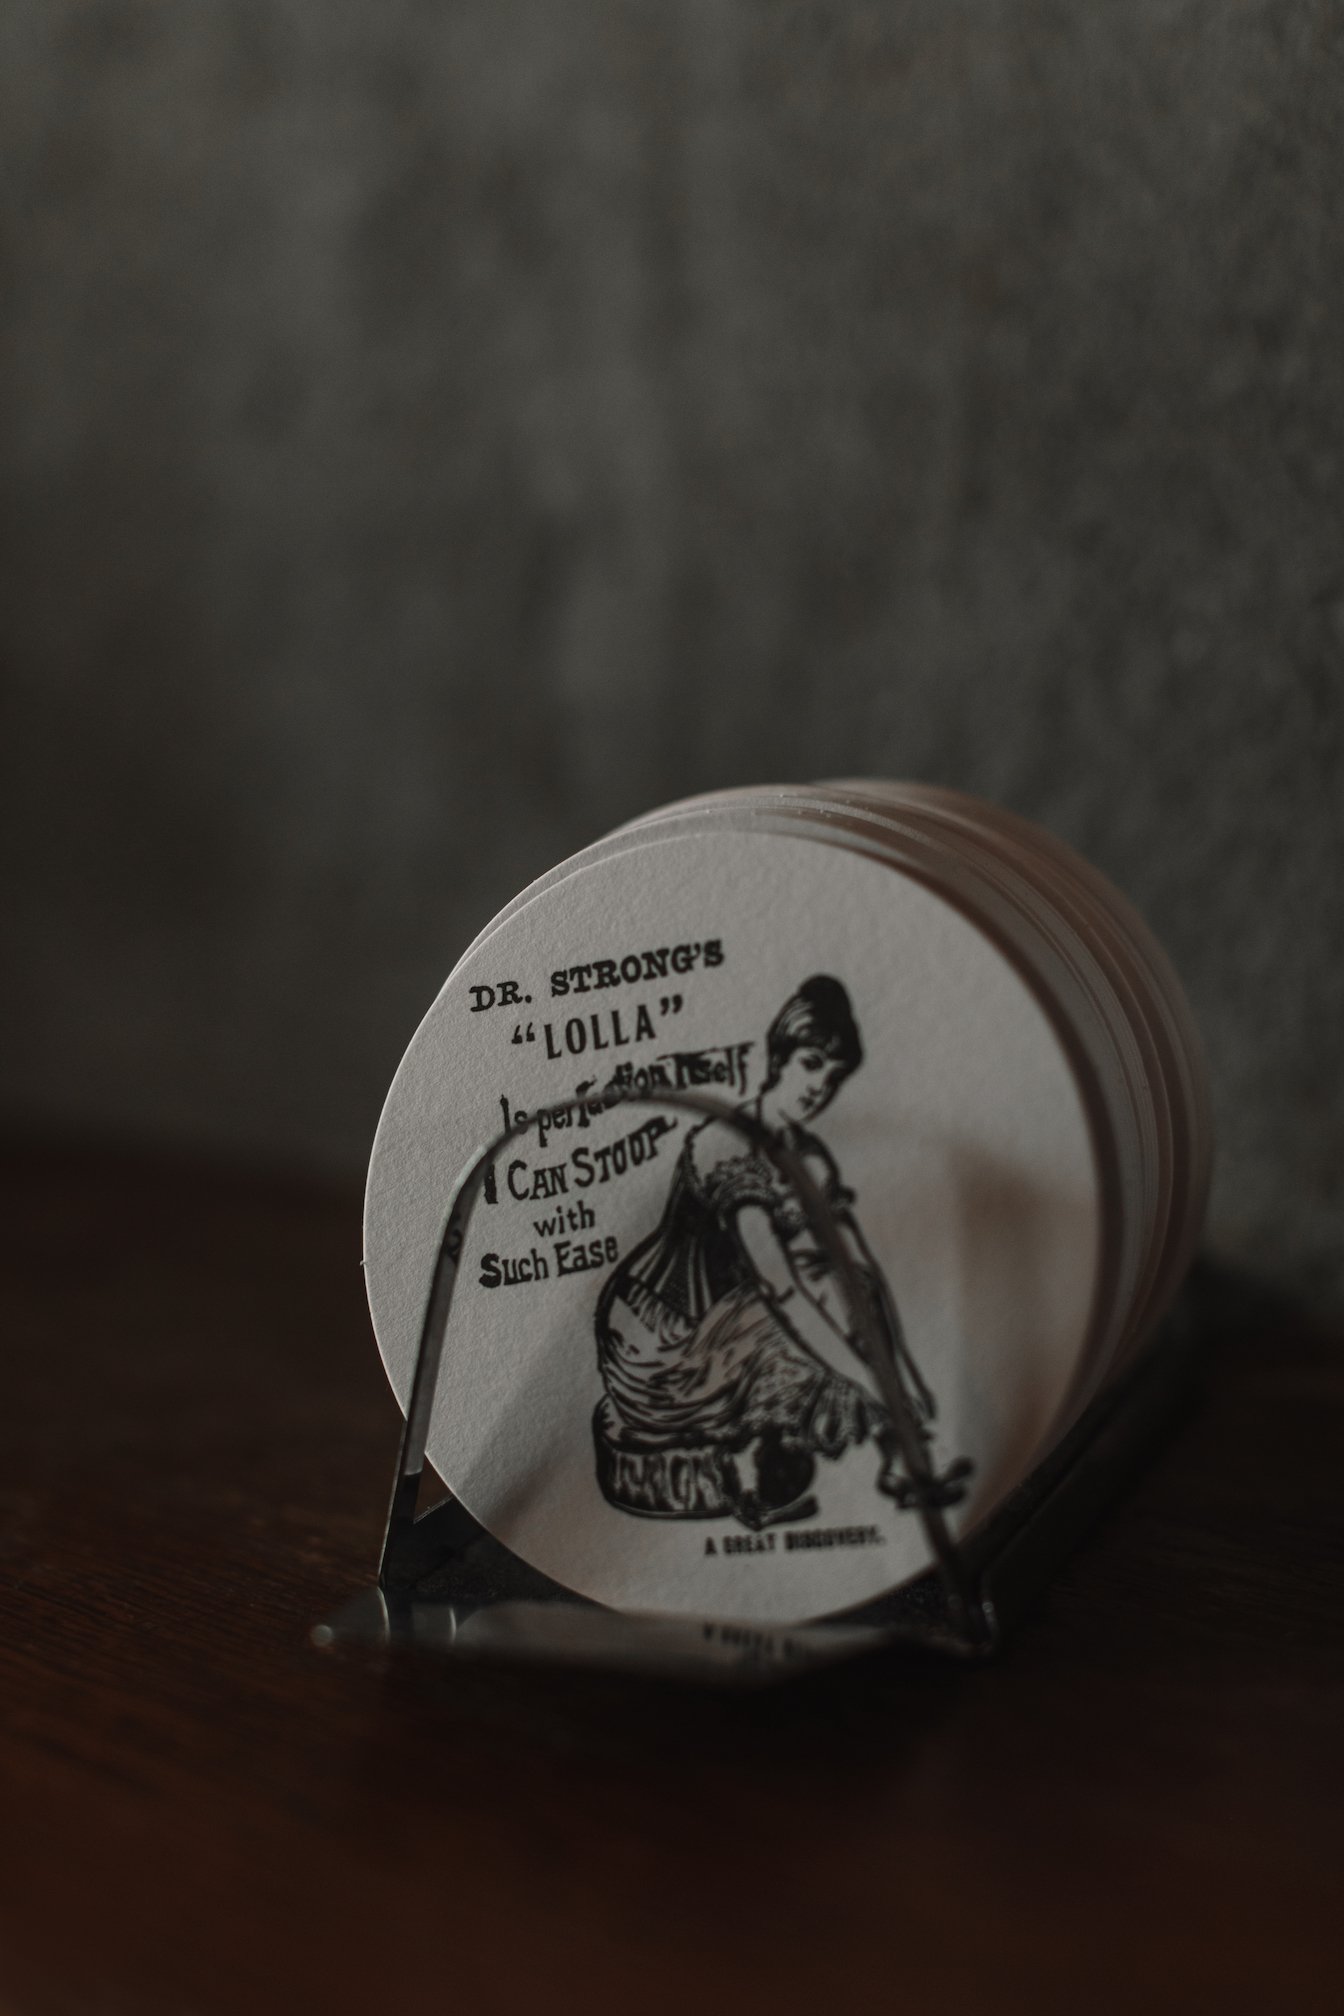 DR. STRONG'S
“LOLLA”
Is perfection Itself
I CAN STOOP
with
Such Ease
A GREAT DISCOVERY.